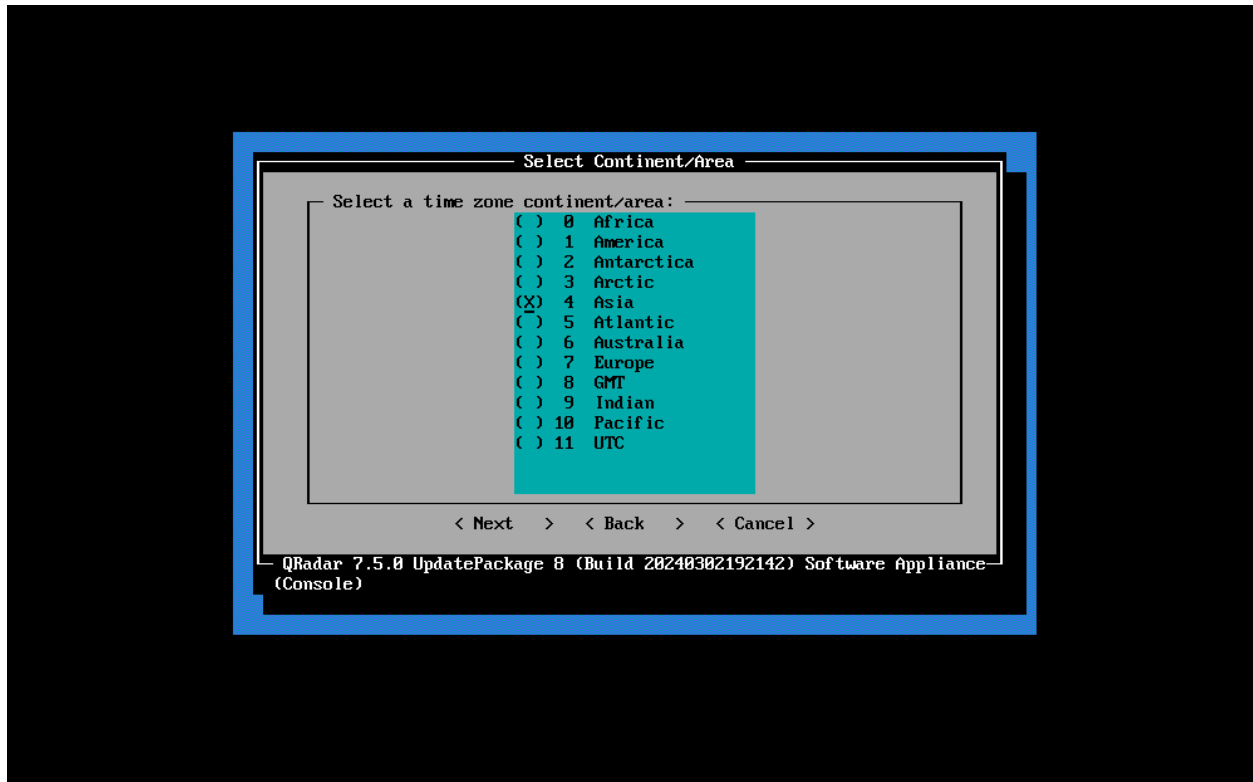 Select Continent/Area
Select a time zone continent/area:
( ) 0 Africa
( ) 1 America
( ) 2 Antarctica
( ) 3 Arctic
(X) 4 Asia
( ) 5 Atlantic
( ) 6 Australia
( ) 7 Europe
( ) 8 GMT
( ) 9 Indian
( ) 10 Pacific
( ) 11 UTC
< Next > < Back > < Cancel >
QRadar 7.5.0 UpdatePackage 8 (Build 20240302192142) Software Appliance
(Console)